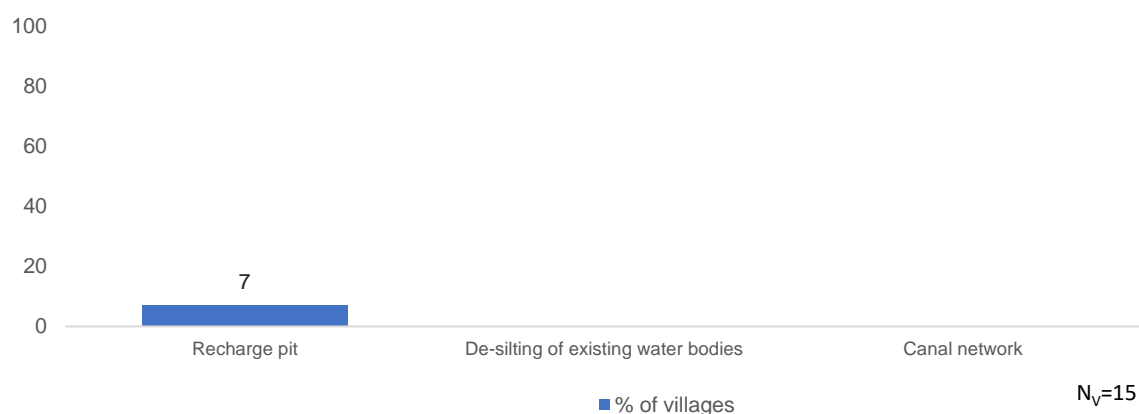 100
80
60
40
20
7
0
Recharge pit De-silting of existing water bodies Canal network
% of villages
Nᵥ=15